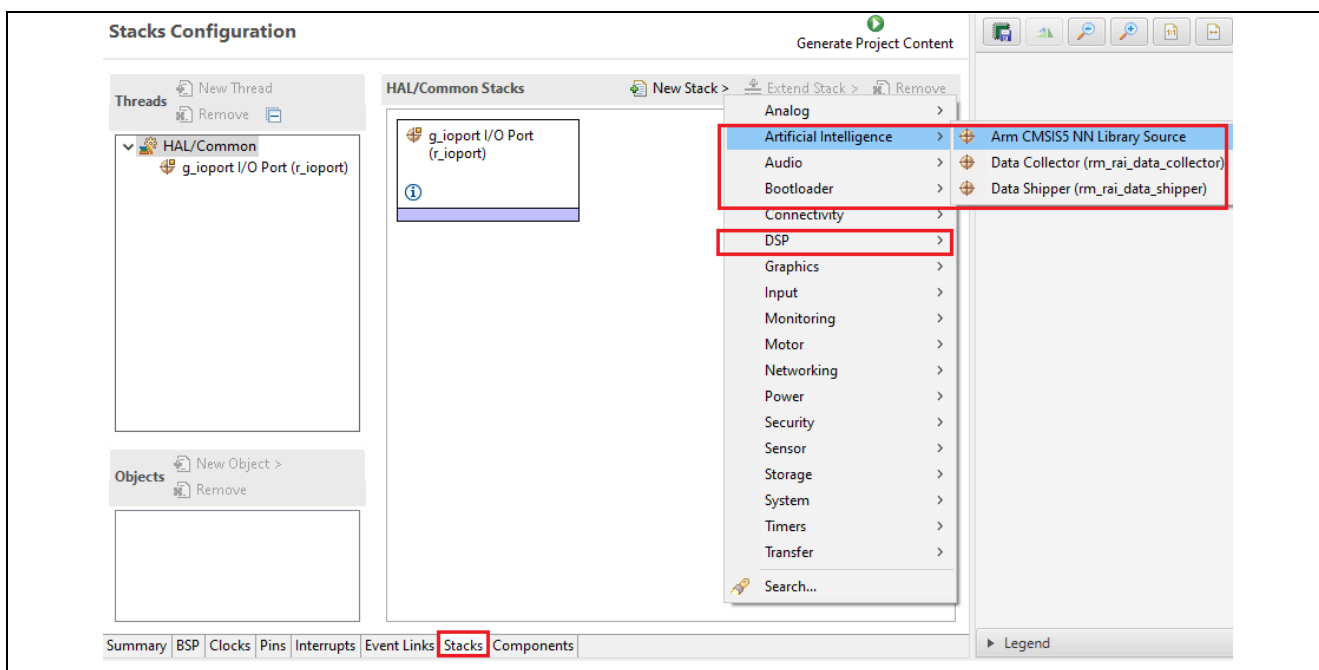 Stacks Configuration
Generate Project Content
Threads
New Thread
Remove
HAL/Common
g_ioport I/O Port (r_ioport)
Objects
New Object >
Remove
HAL/Common Stacks
New Stack >
Extend Stack >
Remove
g_ioport I/O Port
(r_ioport)
Analog >
Artificial Intelligence >
Audio >
Bootloader >
Connectivity >
DSP >
Graphics >
Input >
Monitoring >
Motor >
Networking >
Power >
Security >
Sensor >
Storage >
System >
Timers >
Transfer >
Search...
Arm CMSIS5 NN Library Source
Data Collector (rm_rai_data_collector)
Data Shipper (rm_rai_data_shipper)
Summary BSP Clocks Pins Interrupts Event Links Stacks Components
Legend